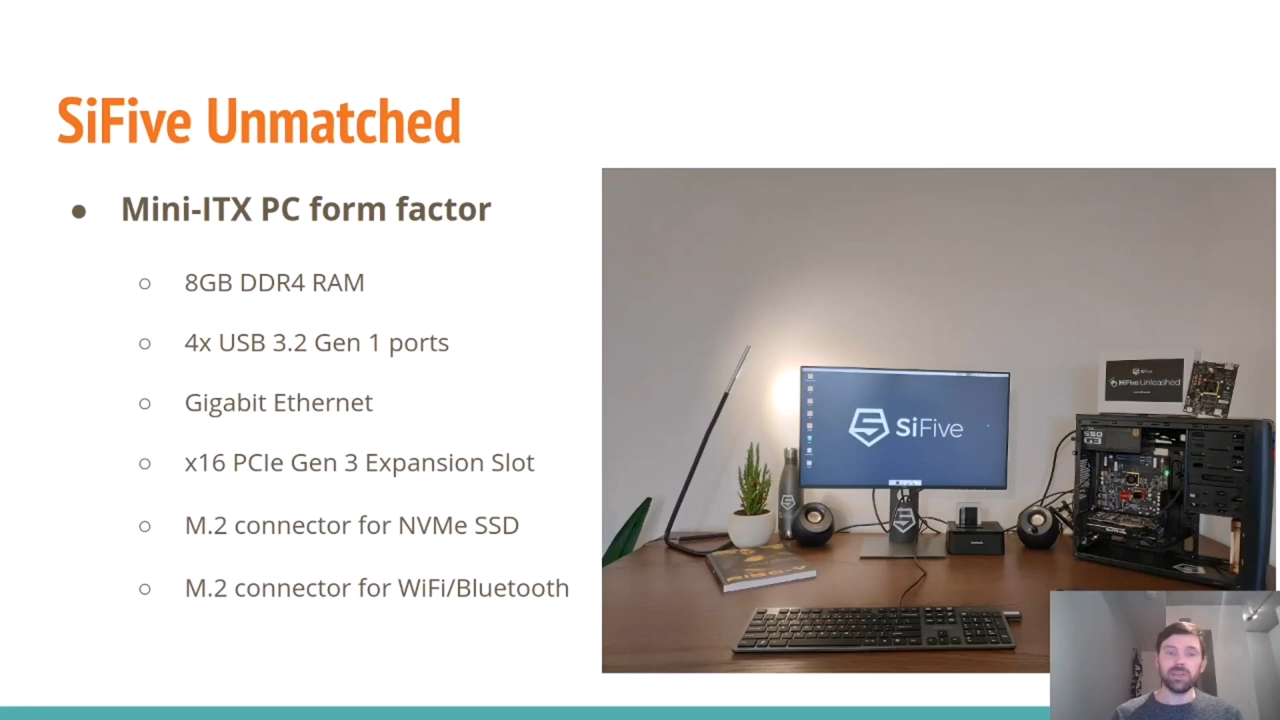 SiFive Unmatched
● Mini-ITX PC form factor
○ 8GB DDR4 RAM
○ 4x USB 3.2 Gen 1 ports
○ Gigabit Ethernet
○ x16 PCIe Gen 3 Expansion Slot
○ M.2 connector for NVMe SSD
○ M.2 connector for WiFi/Bluetooth
SiFive
SiFive
HiFive Unleashed
RISC-V